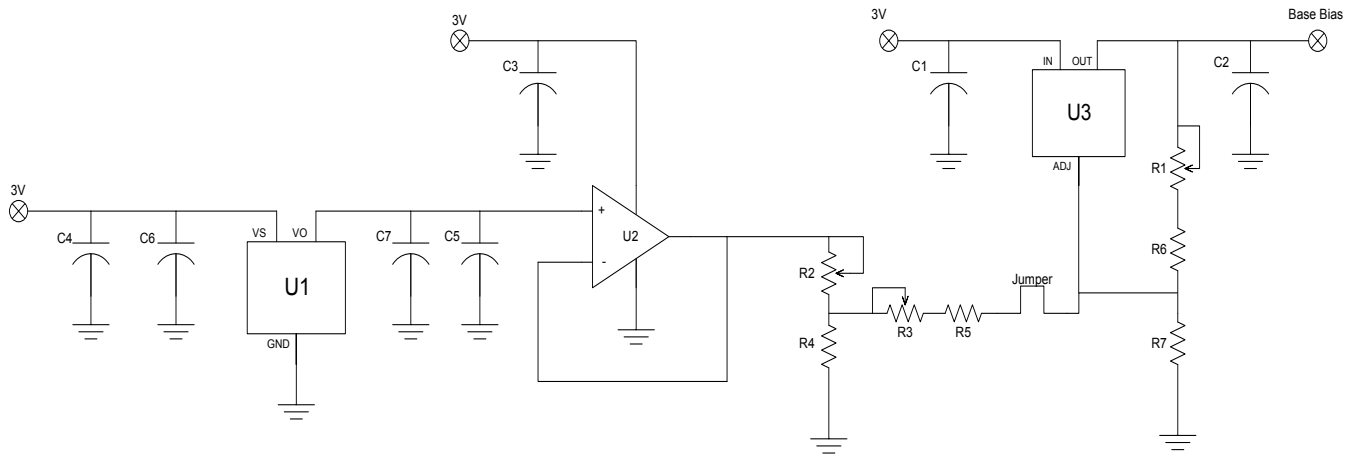 3V
3V
Base Bias
3V
C3
C1
IN
OUT
C2
U3
ADJ
R1
C4
C6
VS
VO
C7
C5
+
U2
-
R2
R6
U1
Jumper
GND
R3
R5
R4
R7